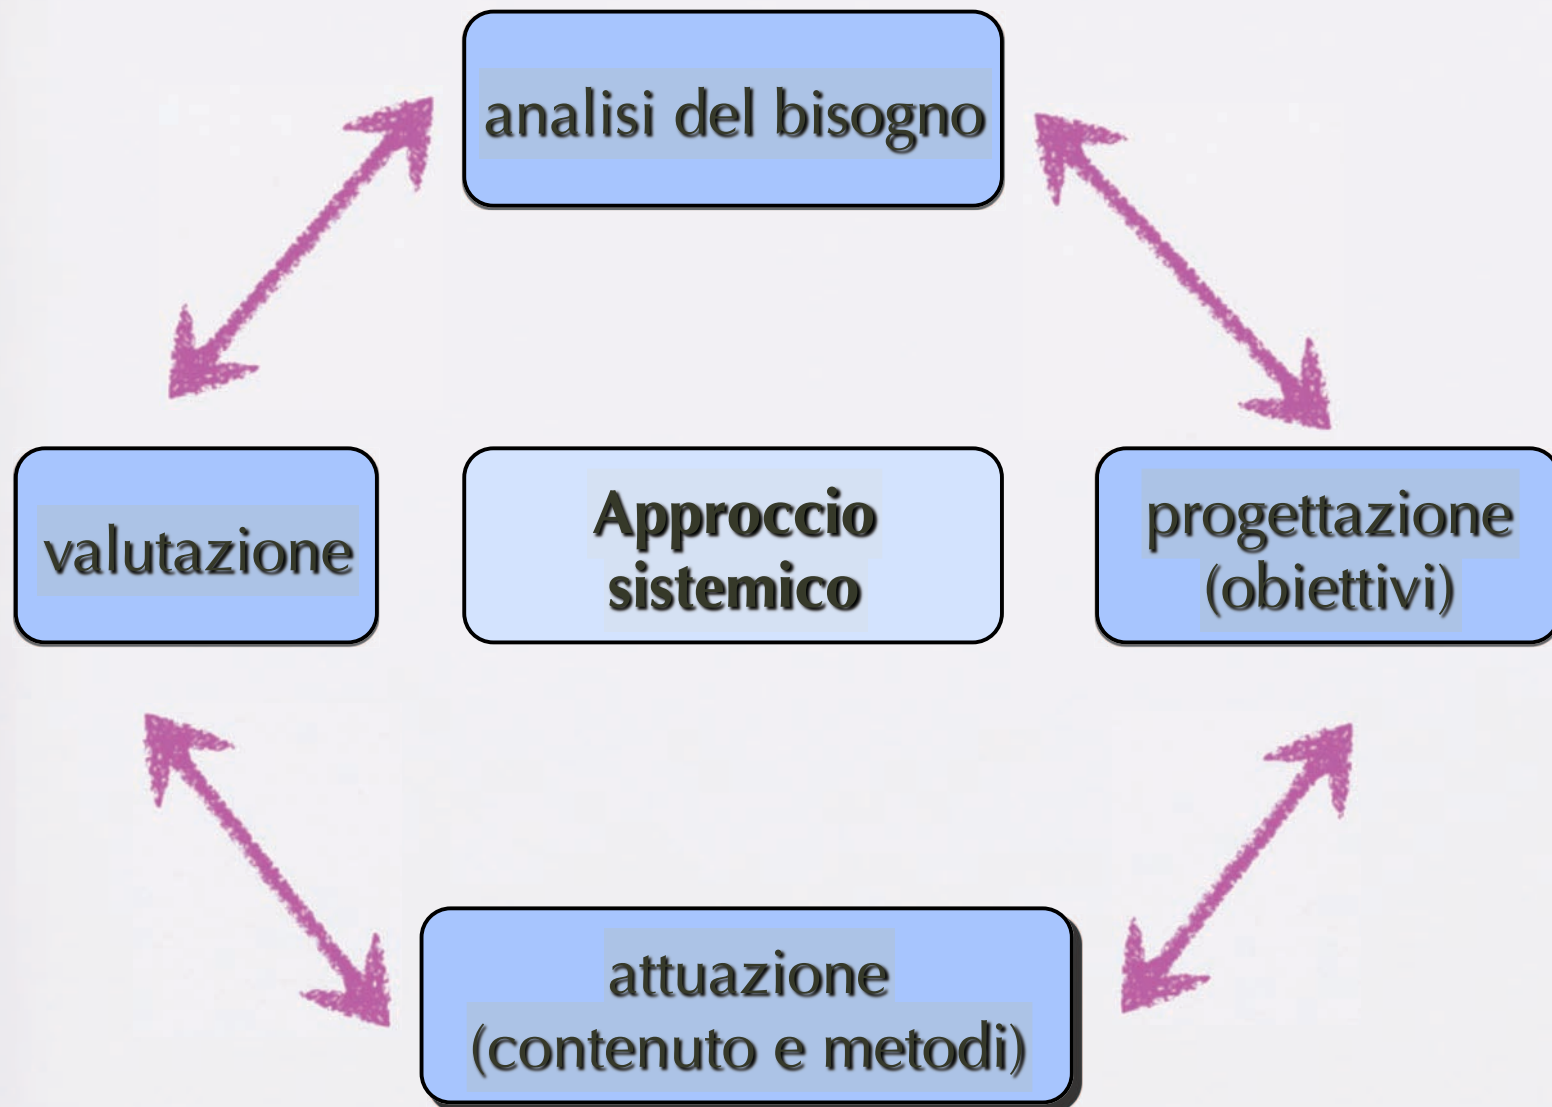 analisi del bisogno
valutazione
Approccio
sistemico
progettazione
(obiettivi)
attuazione
(contenuto e metodi)